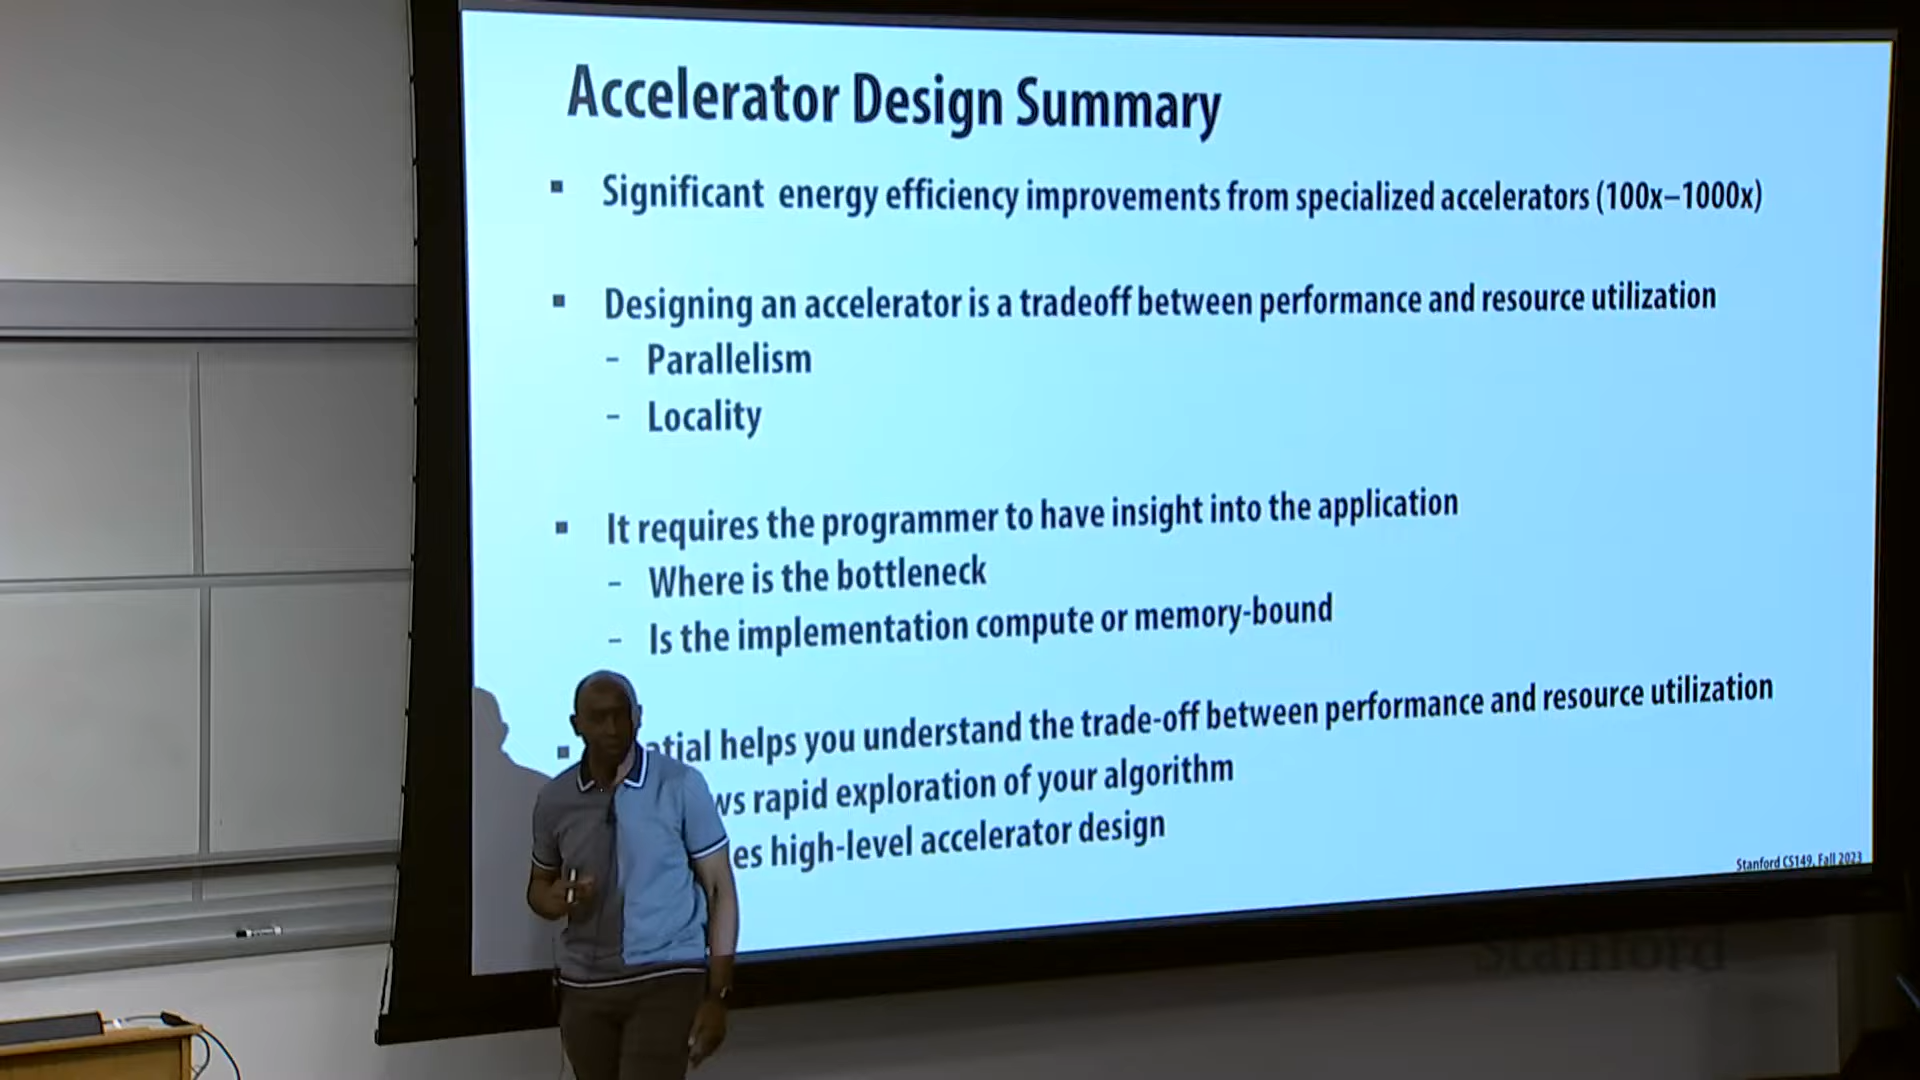 Accelerator Design Summary
▪ Significant energy efficiency improvements from specialized accelerators (100x–1000x)
▪ Designing an accelerator is a tradeoff between performance and resource utilization
– Parallelism
– Locality
▪ It requires the programmer to have insight into the application
– Where is the bottleneck
– Is the implementation compute or memory-bound
▪ helps you understand the trade-off between performance and resource utilization
rapid exploration of your algorithm
high-level accelerator design
Stanford CS149, Fall 2023
Stanford